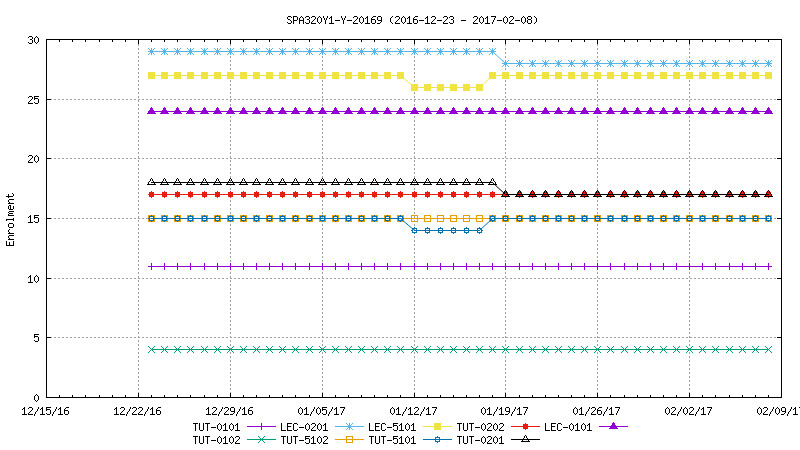 SPA320Y1-Y-20169 (2016-12-23 - 2017-02-08)
30
25
20
15
10
5
0
Enrolment
12/15/16 12/22/16 12/29/16 01/05/17 01/12/17 01/19/17 01/26/17 02/02/17 02/09/1
TUT-0101 LEC-0201 LEC-5101 TUT-0202 LEC-0101
TUT-0102 TUT-5102 TUT-5101 TUT-0201